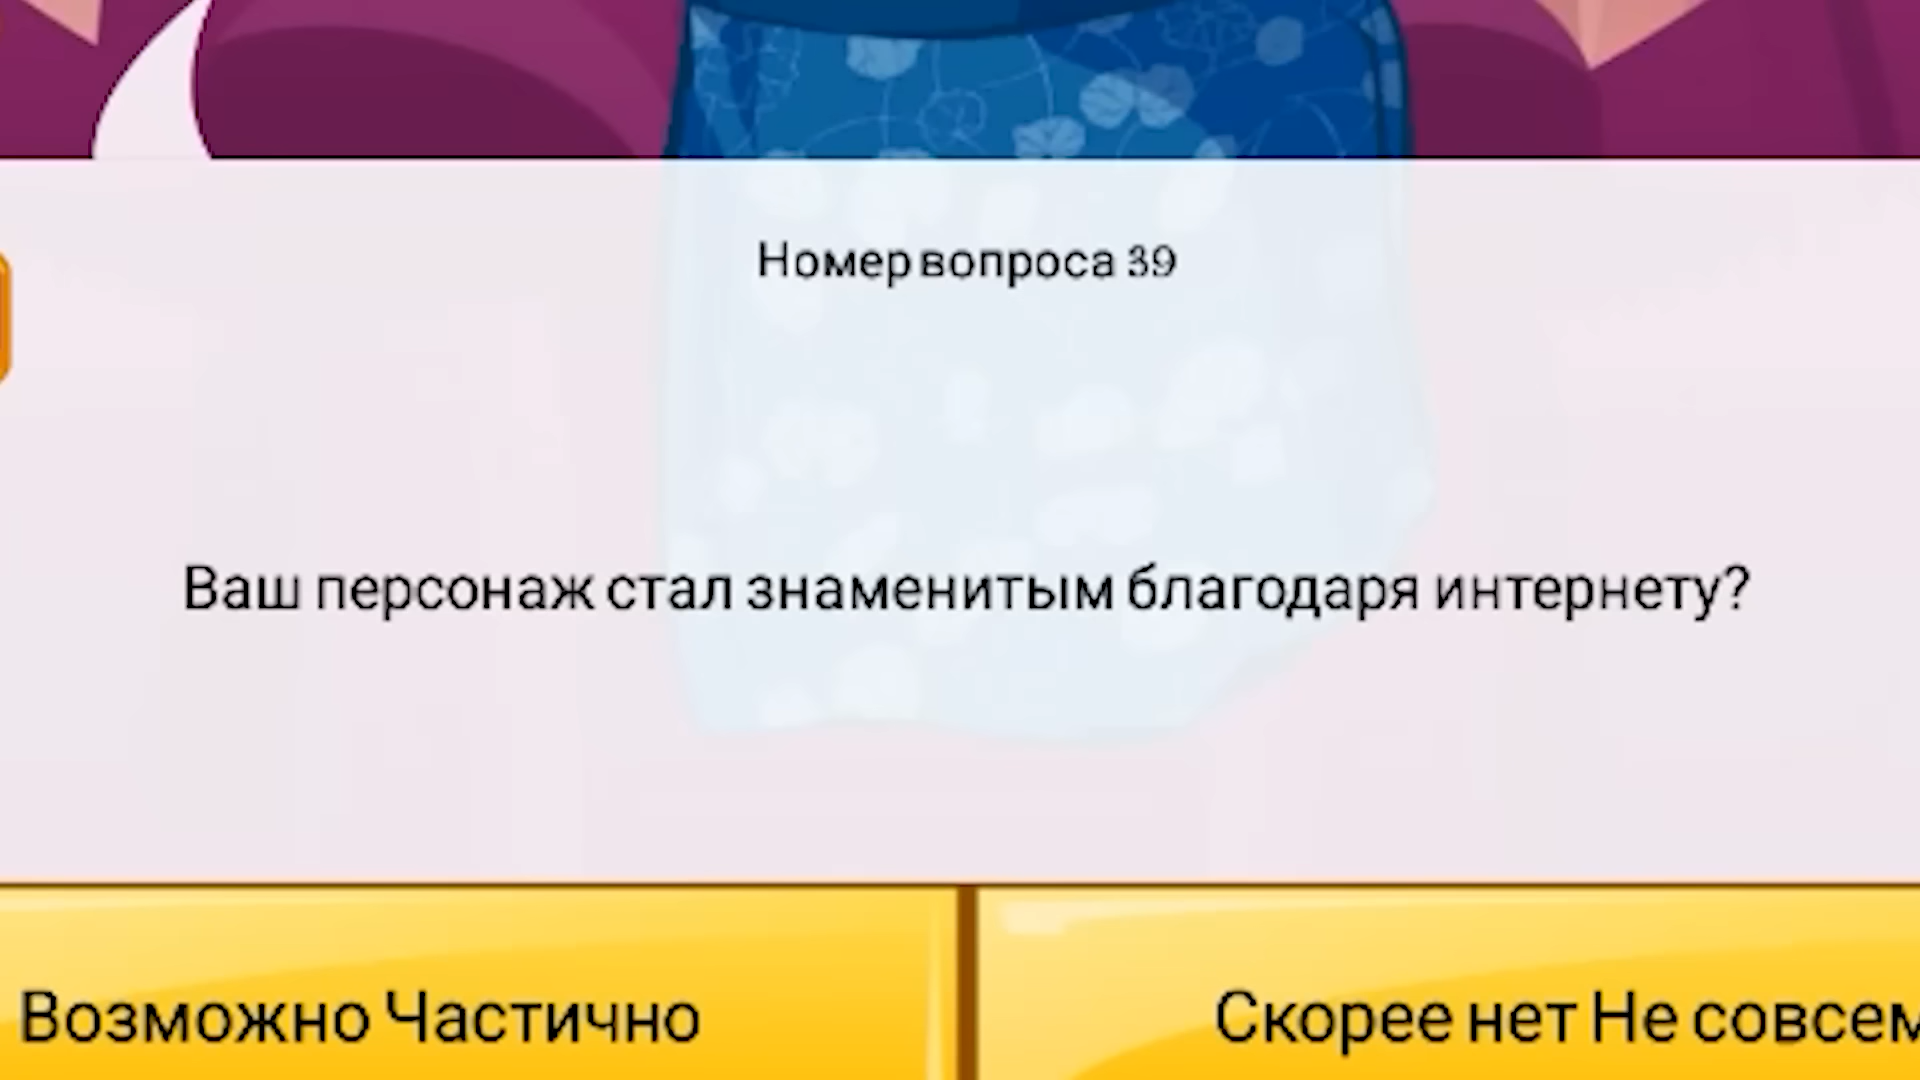 Номер вопроса 39
Ваш персонаж стал знаменитым благодаря интернету?
Возможно Частично
Скорее нет Не совсем